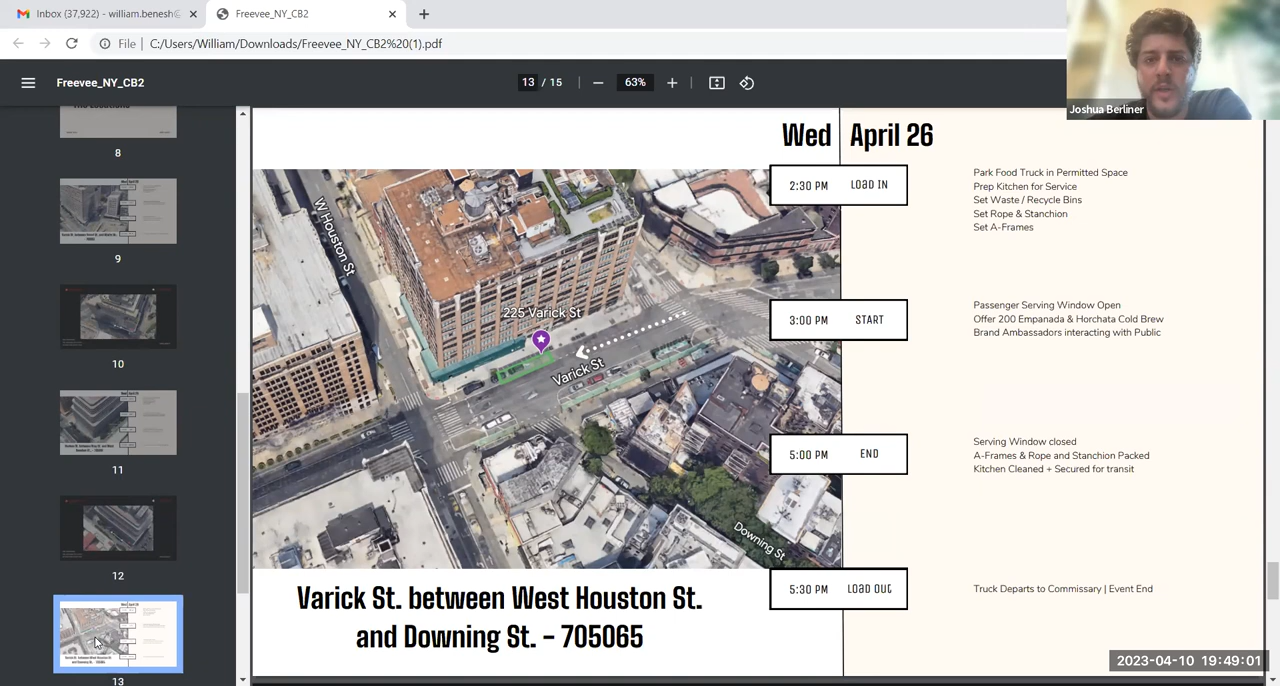 Inbox (37,922) - william.benesh@
Freevee_NY_CB2
File
C:/Users/William/Downloads/Freevee_NY_CB2%20(1).pdf
Freevee_NY_CB2
13 / 15
63%
Joshua Berliner
8
9
10
11
12
13
Wed April 26
2:30 PM LOAD IN
Park Food Truck in Permitted Space
Prep Kitchen for Service
Set Waste / Recycle Bins
Set Rope & Stanchion
Set A-Frames
W Houston St
225 Varick St
Varick St
Downing St
3:00 PM START
Passenger Serving Window Open
Offer 200 Empanada & Horchata Cold Brew
Brand Ambassadors interacting with Public
5:00 PM END
Serving Window closed
A-Frames & Rope and Stanchion Packed
Kitchen Cleaned + Secured for transit
5:30 PM LOAD OUT
Truck Departs to Commissary | Event End
Varick St. between West Houston St.
and Downing St. - 705065
2023-04-10 19:49:01